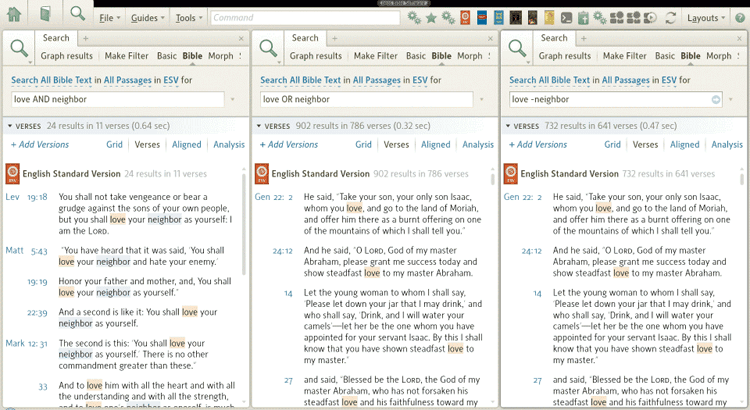 File Guides Tools Command Layouts
Search
Graph results Make Filter Basic Bible Morph
Search All Bible Text in All Passages in ESV for
love AND neighbor
VERSES 24 results in 11 verses (0.64 sec)
+ Add Versions Grid Verses Aligned Analysis
English Standard Version 24 results in 11 verses
Lev 19:18 You shall not take vengeance or bear a
grudge against the sons of your own people,
but you shall love your neighbor as yourself: I
am the LORD.
Matt 5:43 “You have heard that it was said, ‘You shall
love your neighbor and hate your enemy.’
19:19 Honor your father and mother, and, You shall
love your neighbor as yourself.”
22:39 And a second is like it: You shall love your
neighbor as yourself.
Mark 12:31 The second is this: ‘You shall love your
neighbor as yourself.’ There is no other
commandment greater than these.”
33 And to love him with all the heart and with all
the understanding and with all the strength,
and to love one's neighbor as oneself, is much
Search
Graph results Make Filter Basic Bible Morph
Search All Bible Text in All Passages in ESV for
love OR neighbor
VERSES 902 results in 786 verses (0.32 sec)
+ Add Versions Grid Verses Aligned Analysis
English Standard Version 902 results in 786 verses
Gen 22:2 He said, “Take your son, your only son Isaac,
whom you love, and go to the land of Moriah,
and offer him there as a burnt offering on one
of the mountains of which I shall tell you.”
24:12 And he said, “O LORD, God of my master
Abraham, please grant me success today and
show steadfast love to my master Abraham.
14 Let the young woman to whom I shall say,
‘Please let down your jar that I may drink,’ and
who shall say, ‘Drink, and I will water your
camels’—let her be the one whom you have
appointed for your servant Isaac. By this I shall
know that you have shown steadfast love to
my master.”
27 and said, “Blessed be the LORD, the God of my
master Abraham, who has not forsaken his
steadfast love and his faithfulness toward my
Search
Graph results Make Filter Basic Bible Morph
Search All Bible Text in All Passages in ESV for
love -neighbor
VERSES 732 results in 641 verses (0.47 sec)
+ Add Versions Grid Verses Aligned Analysis
English Standard Version 732 results in 641 verses
Gen 22:2 He said, “Take your son, your only son Isaac,
whom you love, and go to the land of Moriah,
and offer him there as a burnt offering on one
of the mountains of which I shall tell you.”
24:12 And he said, “O LORD, God of my master
Abraham, please grant me success today and
show steadfast love to my master Abraham.
14 Let the young woman to whom I shall say,
‘Please let down your jar that I may drink,’ and
who shall say, ‘Drink, and I will water your
camels’—let her be the one whom you have
appointed for your servant Isaac. By this I shall
know that you have shown steadfast love to
my master.”
27 and said, “Blessed be the LORD, the God of my
master Abraham, who has not forsaken his
steadfast love and his faithfulness toward my